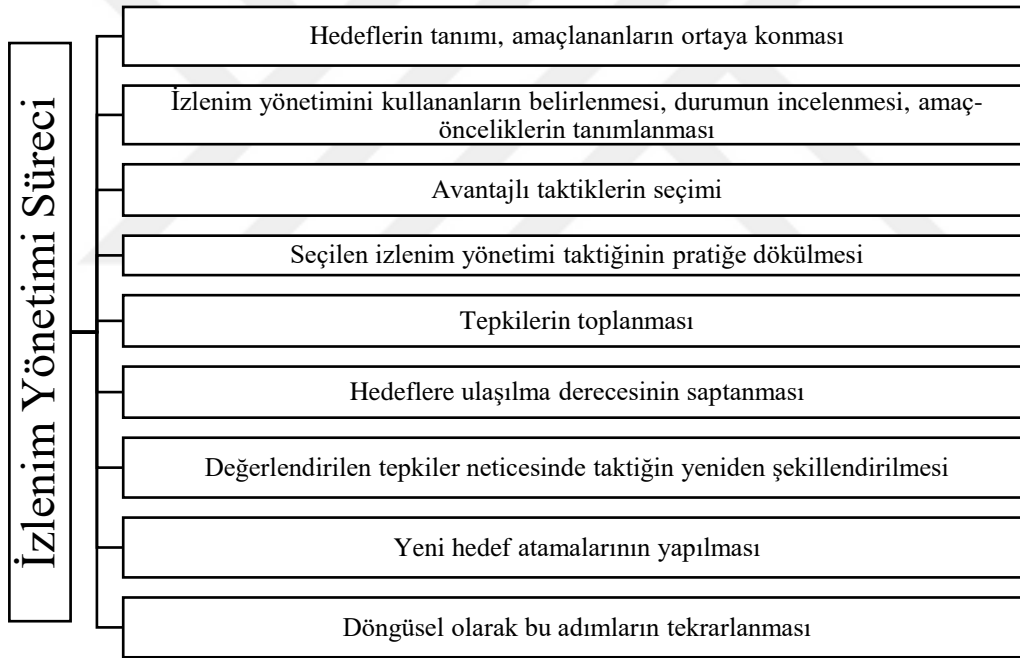 İzlenim Yönetimi Süreci
Hedeflerin tanımı, amaçlananların ortaya konması
İzlenim yönetimini kullananların belirlenmesi, durumun incelenmesi, amaç-
önceliklerin tanımlanması
Avantajlı taktiklerin seçimi
Seçilen izlenim yönetimi taktiğinin pratiğe dökülmesi
Tepkilerin toplanması
Hedeflere ulaşılma derecesinin saptanması
Değerlendirilen tepkiler neticesinde taktiğin yeniden şekillendirilmesi
Yeni hedef atamalarının yapılması
Döngüsel olarak bu adımların tekrarlanması